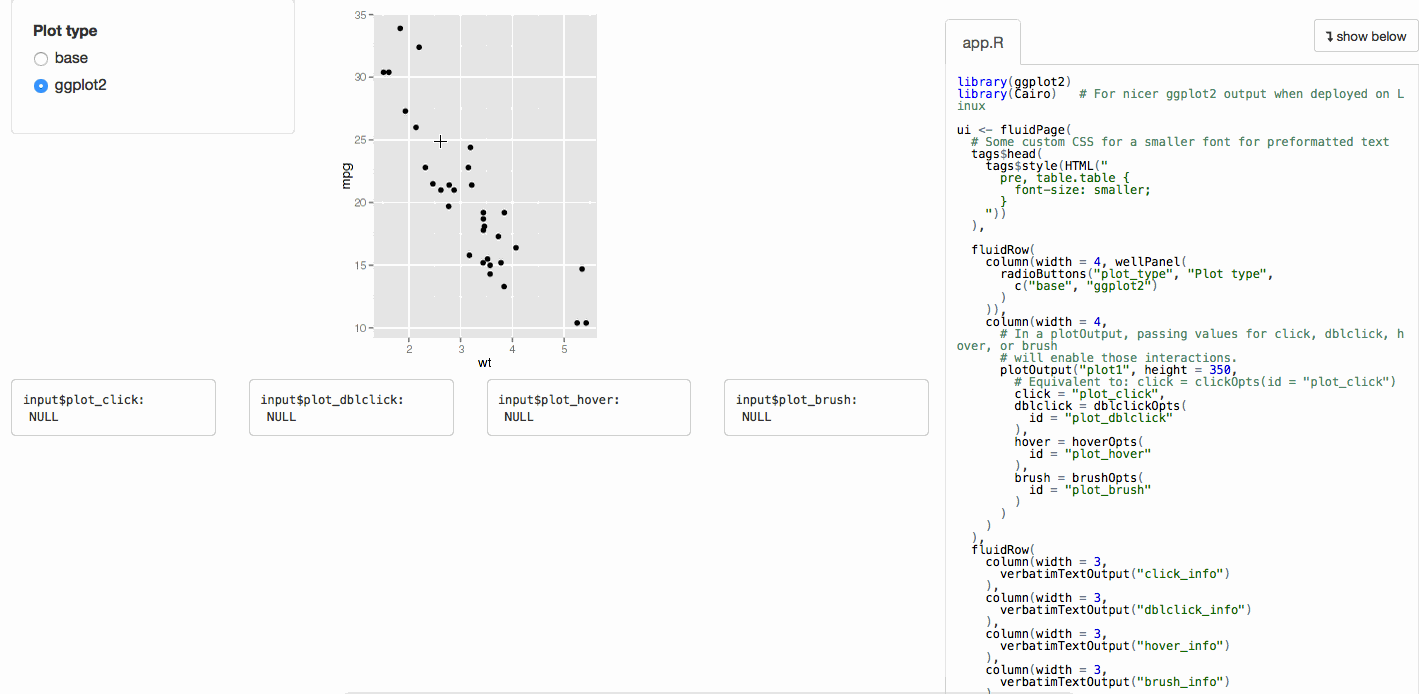 Plot type
base
ggplot2
35
30
25
20
15
10
mpg
2
3
4
5
wt
input$plot_click:
NULL
input$plot_dblclick:
NULL
input$plot_hover:
NULL
input$plot_brush:
NULL
app.R
↴ show below
library(ggplot2)
library(Cairo)   # For nicer ggplot2 output when deployed on L
inux
ui <- fluidPage(
  # Some custom CSS for a smaller font for preformatted text
  tags$head(
    tags$style(HTML("
      pre, table.table {
        font-size: smaller;
      }
    "))
  ),
  fluidRow(
    column(width = 4, wellPanel(
      radioButtons("plot_type", "Plot type",
        c("base", "ggplot2")
      )
    )),
    column(width = 4,
      # In a plotOutput, passing values for click, dblclick, h
over, or brush
      # will enable those interactions.
      plotOutput("plot1", height = 350,
        # Equivalent to: click = clickOpts(id = "plot_click")
        click = "plot_click",
        dblclick = dblclickOpts(
          id = "plot_dblclick"
        ),
        hover = hoverOpts(
          id = "plot_hover"
        ),
        brush = brushOpts(
          id = "plot_brush"
        )
      )
    )
  ),
  fluidRow(
    column(width = 3,
      verbatimTextOutput("click_info")
    ),
    column(width = 3,
      verbatimTextOutput("dblclick_info")
    ),
    column(width = 3,
      verbatimTextOutput("hover_info")
    ),
    column(width = 3,
      verbatimTextOutput("brush_info")
    )